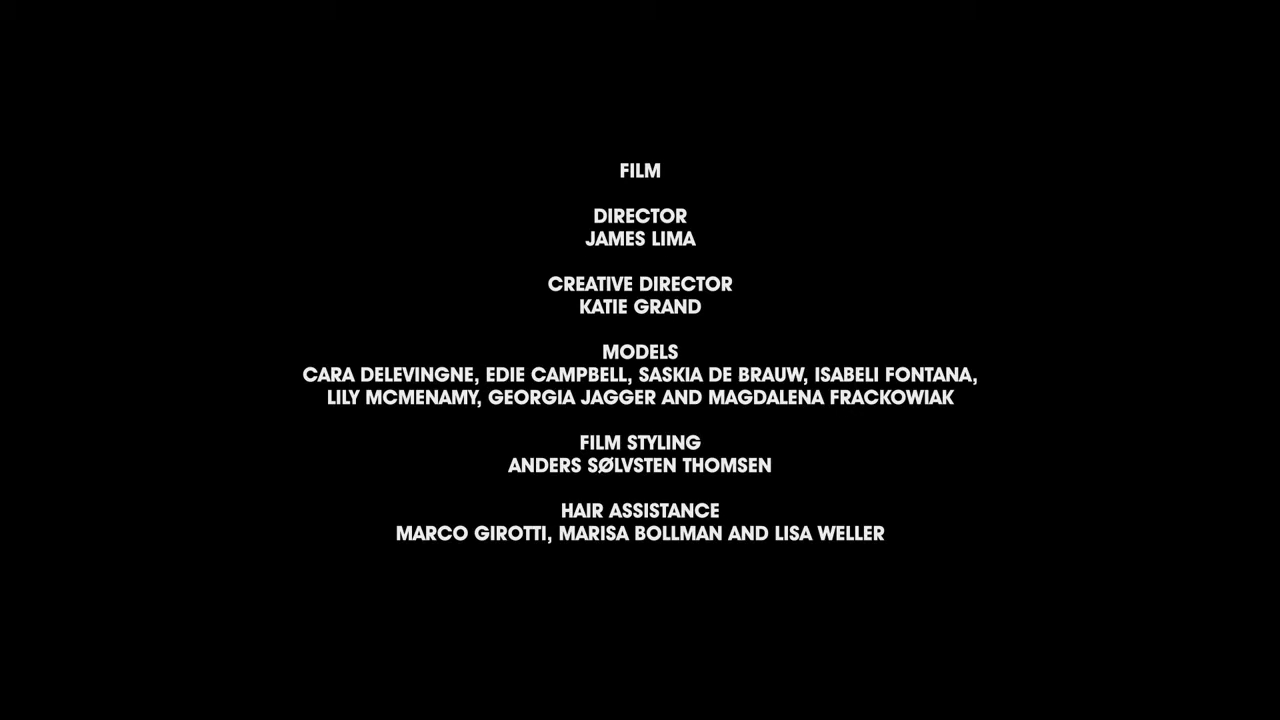 FILM
DIRECTOR
JAMES LIMA
CREATIVE DIRECTOR
KATIE GRAND
MODELS
CARA DELEVINGNE, EDIE CAMPBELL, SASKIA DE BRAUW, ISABELI FONTANA,
LILY MCMENAMY, GEORGIA JAGGER AND MAGDALENA FRACKOWIAK
FILM STYLING
ANDERS SØLVSTEN THOMSEN
HAIR ASSISTANCE
MARCO GIROTTI, MARISA BOLLMAN AND LISA WELLER